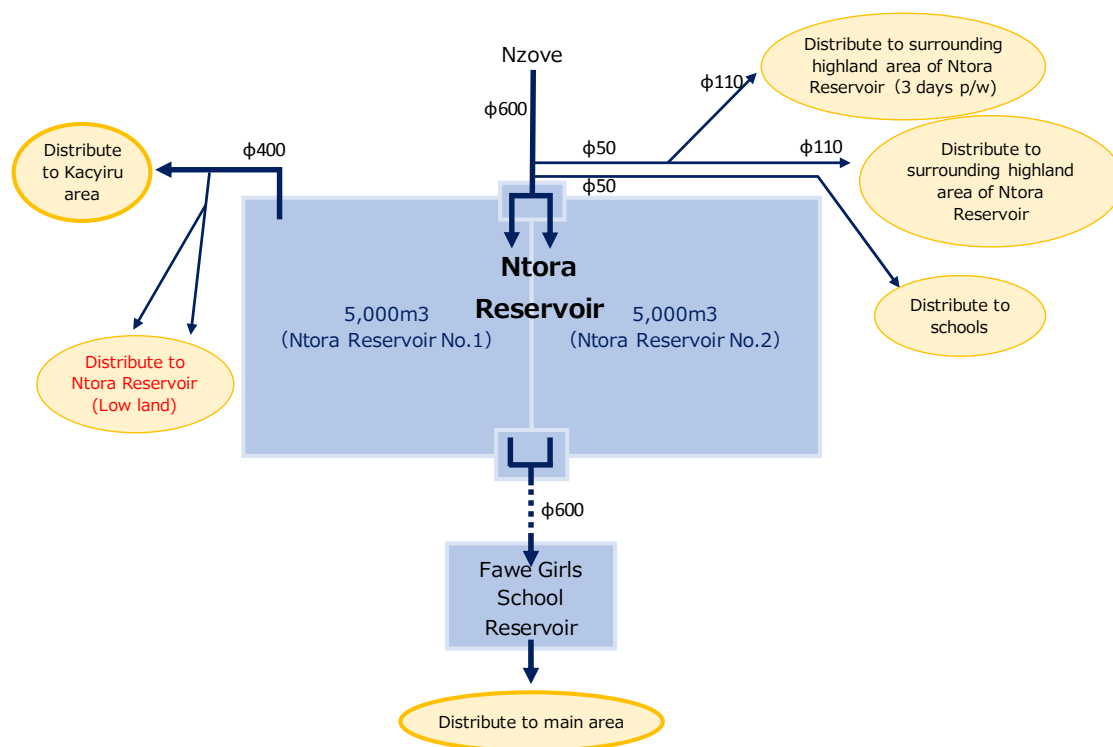 Nzove
ϕ600
ϕ110
Distribute to surrounding
highland area of Ntora
Reservoir（3 days p/w）
ϕ50
ϕ110
ϕ50
Distribute to
surrounding highland
area of Ntora
Reservoir
Distribute to
schools
ϕ400
Distribute
to Kacyiru
area
Distribute to
Ntora Reservoir
(Low land)
Ntora
Reservoir
5,000m3
（Ntora Reservoir No.1）
5,000m3
（Ntora Reservoir No.2）
ϕ600
Fawe Girls
School
Reservoir
Distribute to main area